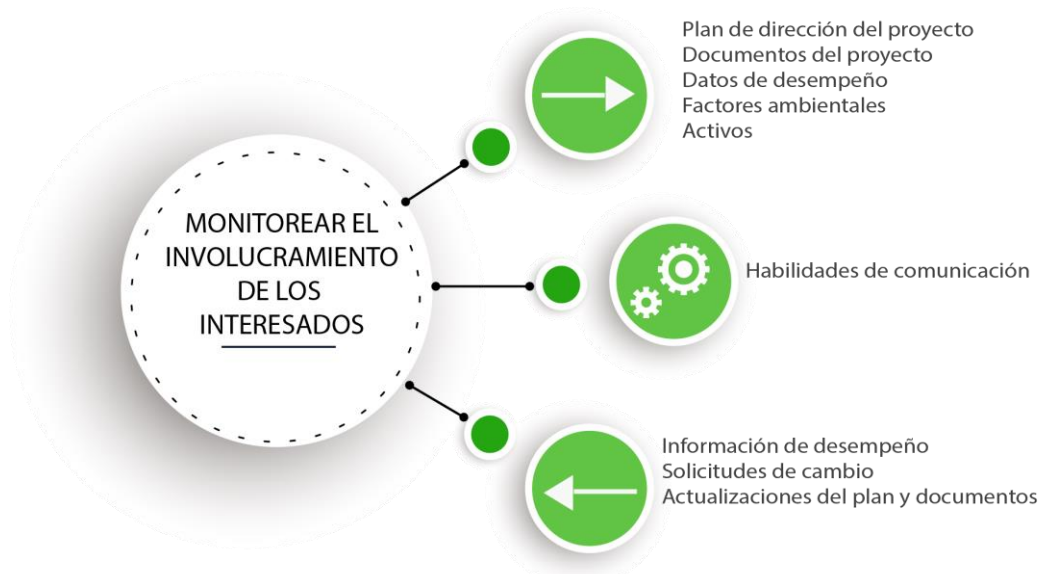 MONITOREAR EL
INVOLUCRAMIENTO
DE LOS
INTERESADOS
Plan de dirección del proyecto
Documentos del proyecto
Datos de desempeño
Factores ambientales
Activos
Habilidades de comunicación
Información de desempeño
Solicitudes de cambio
Actualizaciones del plan y documentos